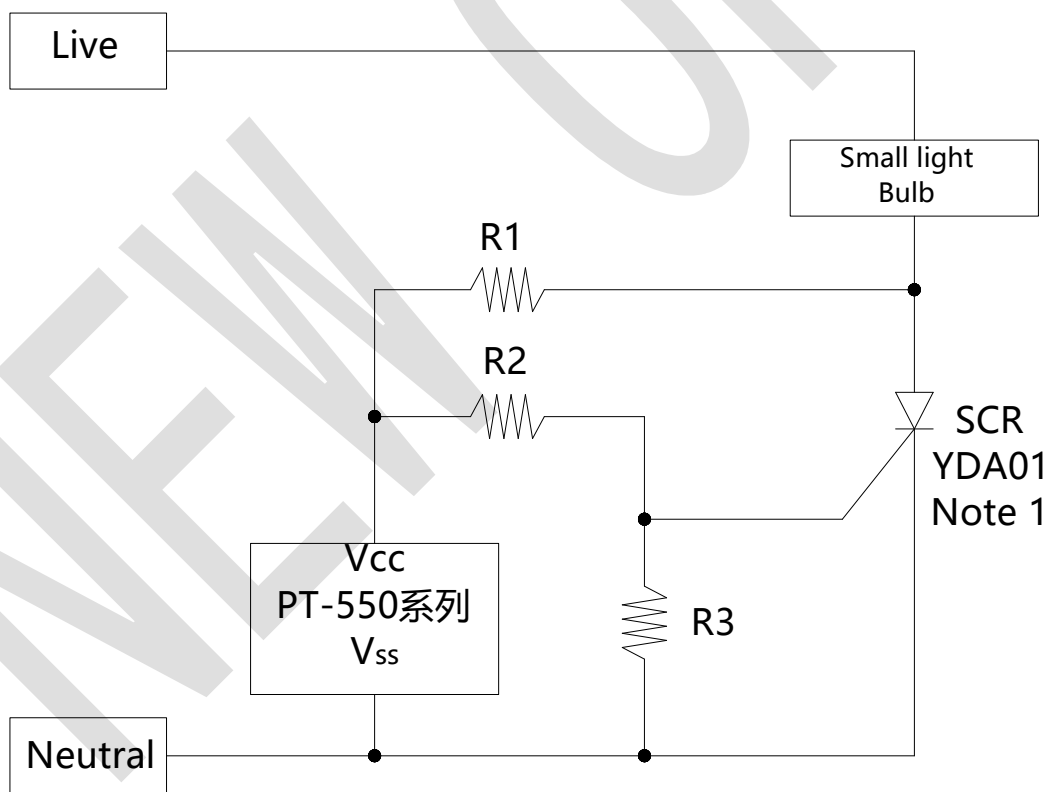 Live
Small light
Bulb
R1
R2
SCR
YDA01
Note 1
Vcc
PT-550系列
Vss
R3
Neutral
NEW